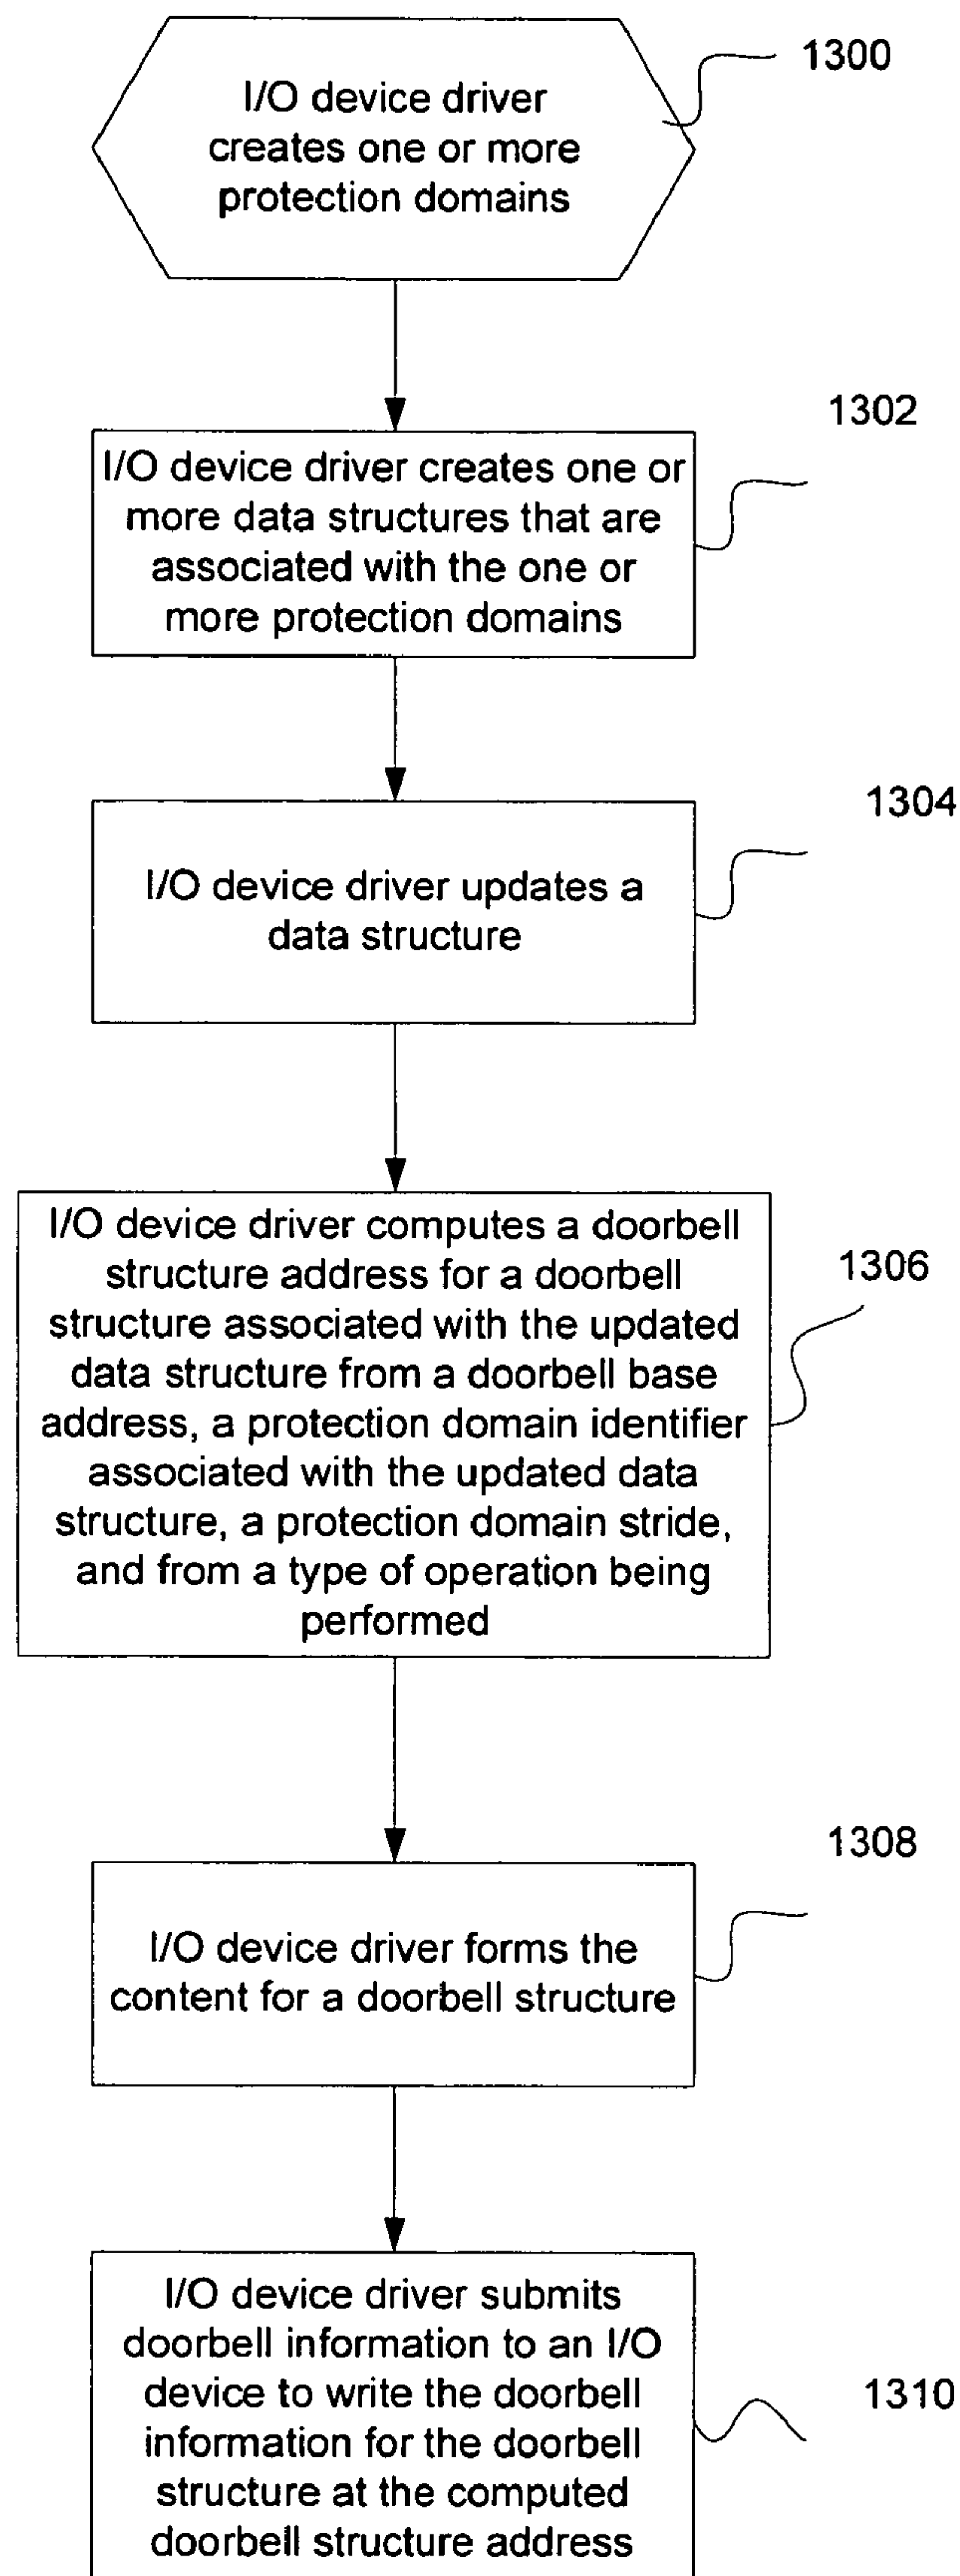 1300
I/O device driver
creates one or more
protection domains
1302
I/O device driver creates one or
more data structures that are
associated with the one or
more protection domains
1304
I/O device driver updates a
data structure
I/O device driver computes a doorbell
structure address for a doorbell
structure associated with the updated
data structure from a doorbell base
address, a protection domain identifier
associated with the updated data
structure, a protection domain stride,
and from a type of operation being
performed
1306
1308
I/O device driver forms the
content for a doorbell structure
I/O device driver submits
doorbell information to an I/O
device to write the doorbell
information for the doorbell
structure at the computed
doorbell structure address
1310